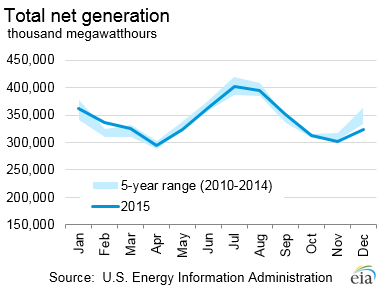 Total net generation
thousand megawatthours
450,000
400,000
350,000
300,000
250,000
200,000
150,000
5-year range (2010-2014)
2015
Jan
Feb
Mar
Apr
May
Jun
Jul
Aug
Sep
Oct
Nov
Dec
Source: U.S. Energy Information Administration
eia